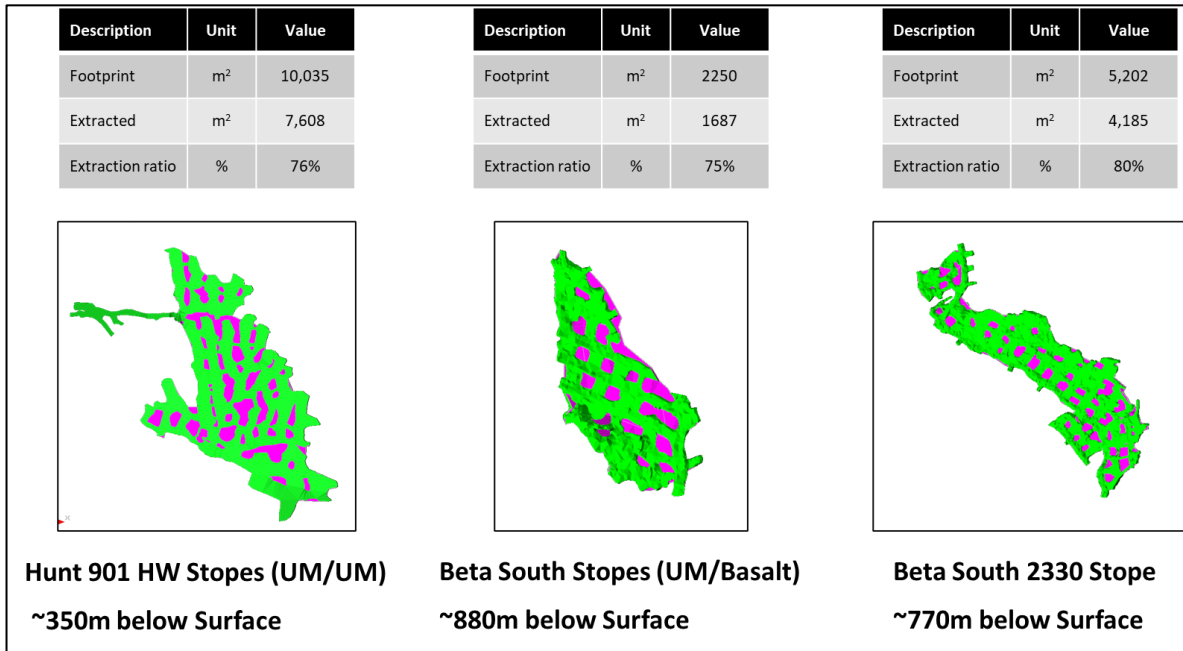 Description Unit Value
Footprint m² 10,035
Extracted m² 7,608
Extraction ratio % 76%
Description Unit Value
Footprint m² 2250
Extracted m² 1687
Extraction ratio % 75%
Description Unit Value
Footprint m² 5,202
Extracted m² 4,185
Extraction ratio % 80%
Hunt 901 HW Stopes (UM/UM)
~350m below Surface
Beta South Stopes (UM/Basalt)
~880m below Surface
Beta South 2330 Stope
~770m below Surface